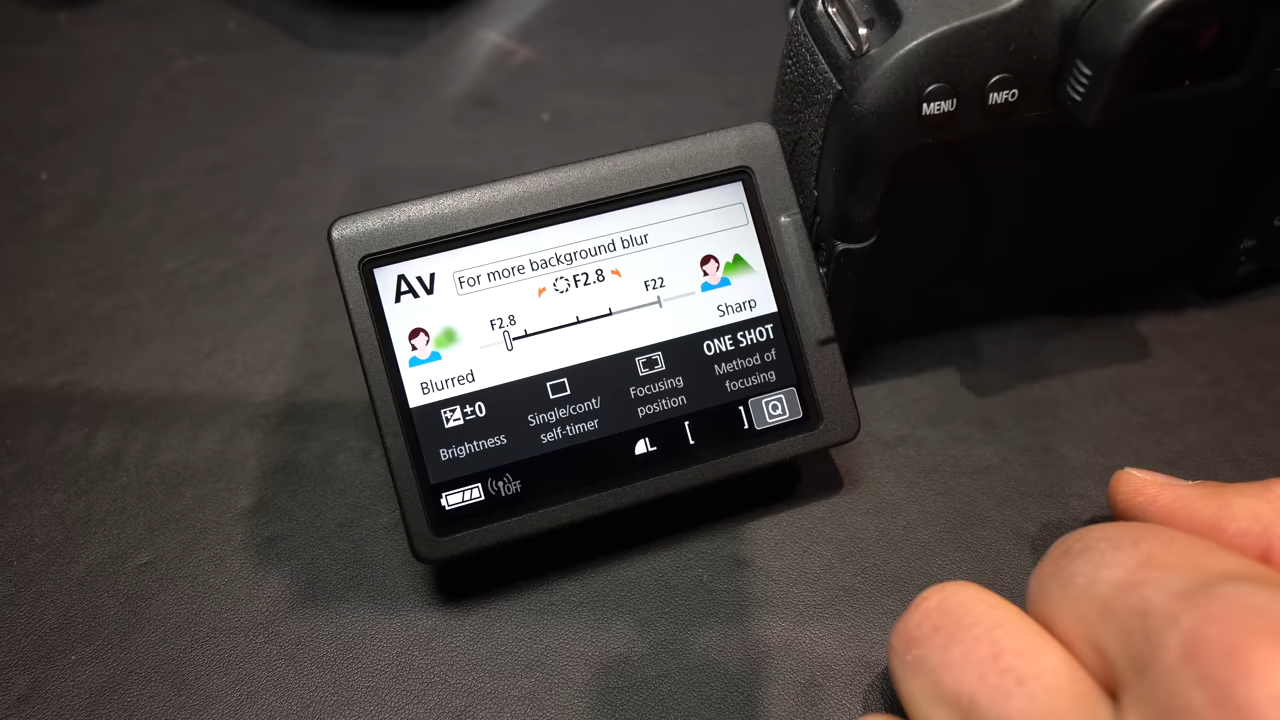 MENU
INFO
Av
For more background blur
F2.8
F2.8
F22
Blurred
Sharp
±0
Brightness
Single/cont/
self-timer
Focusing
position
ONE SHOT
Method of
focusing
L
[ ]
Q
OFF